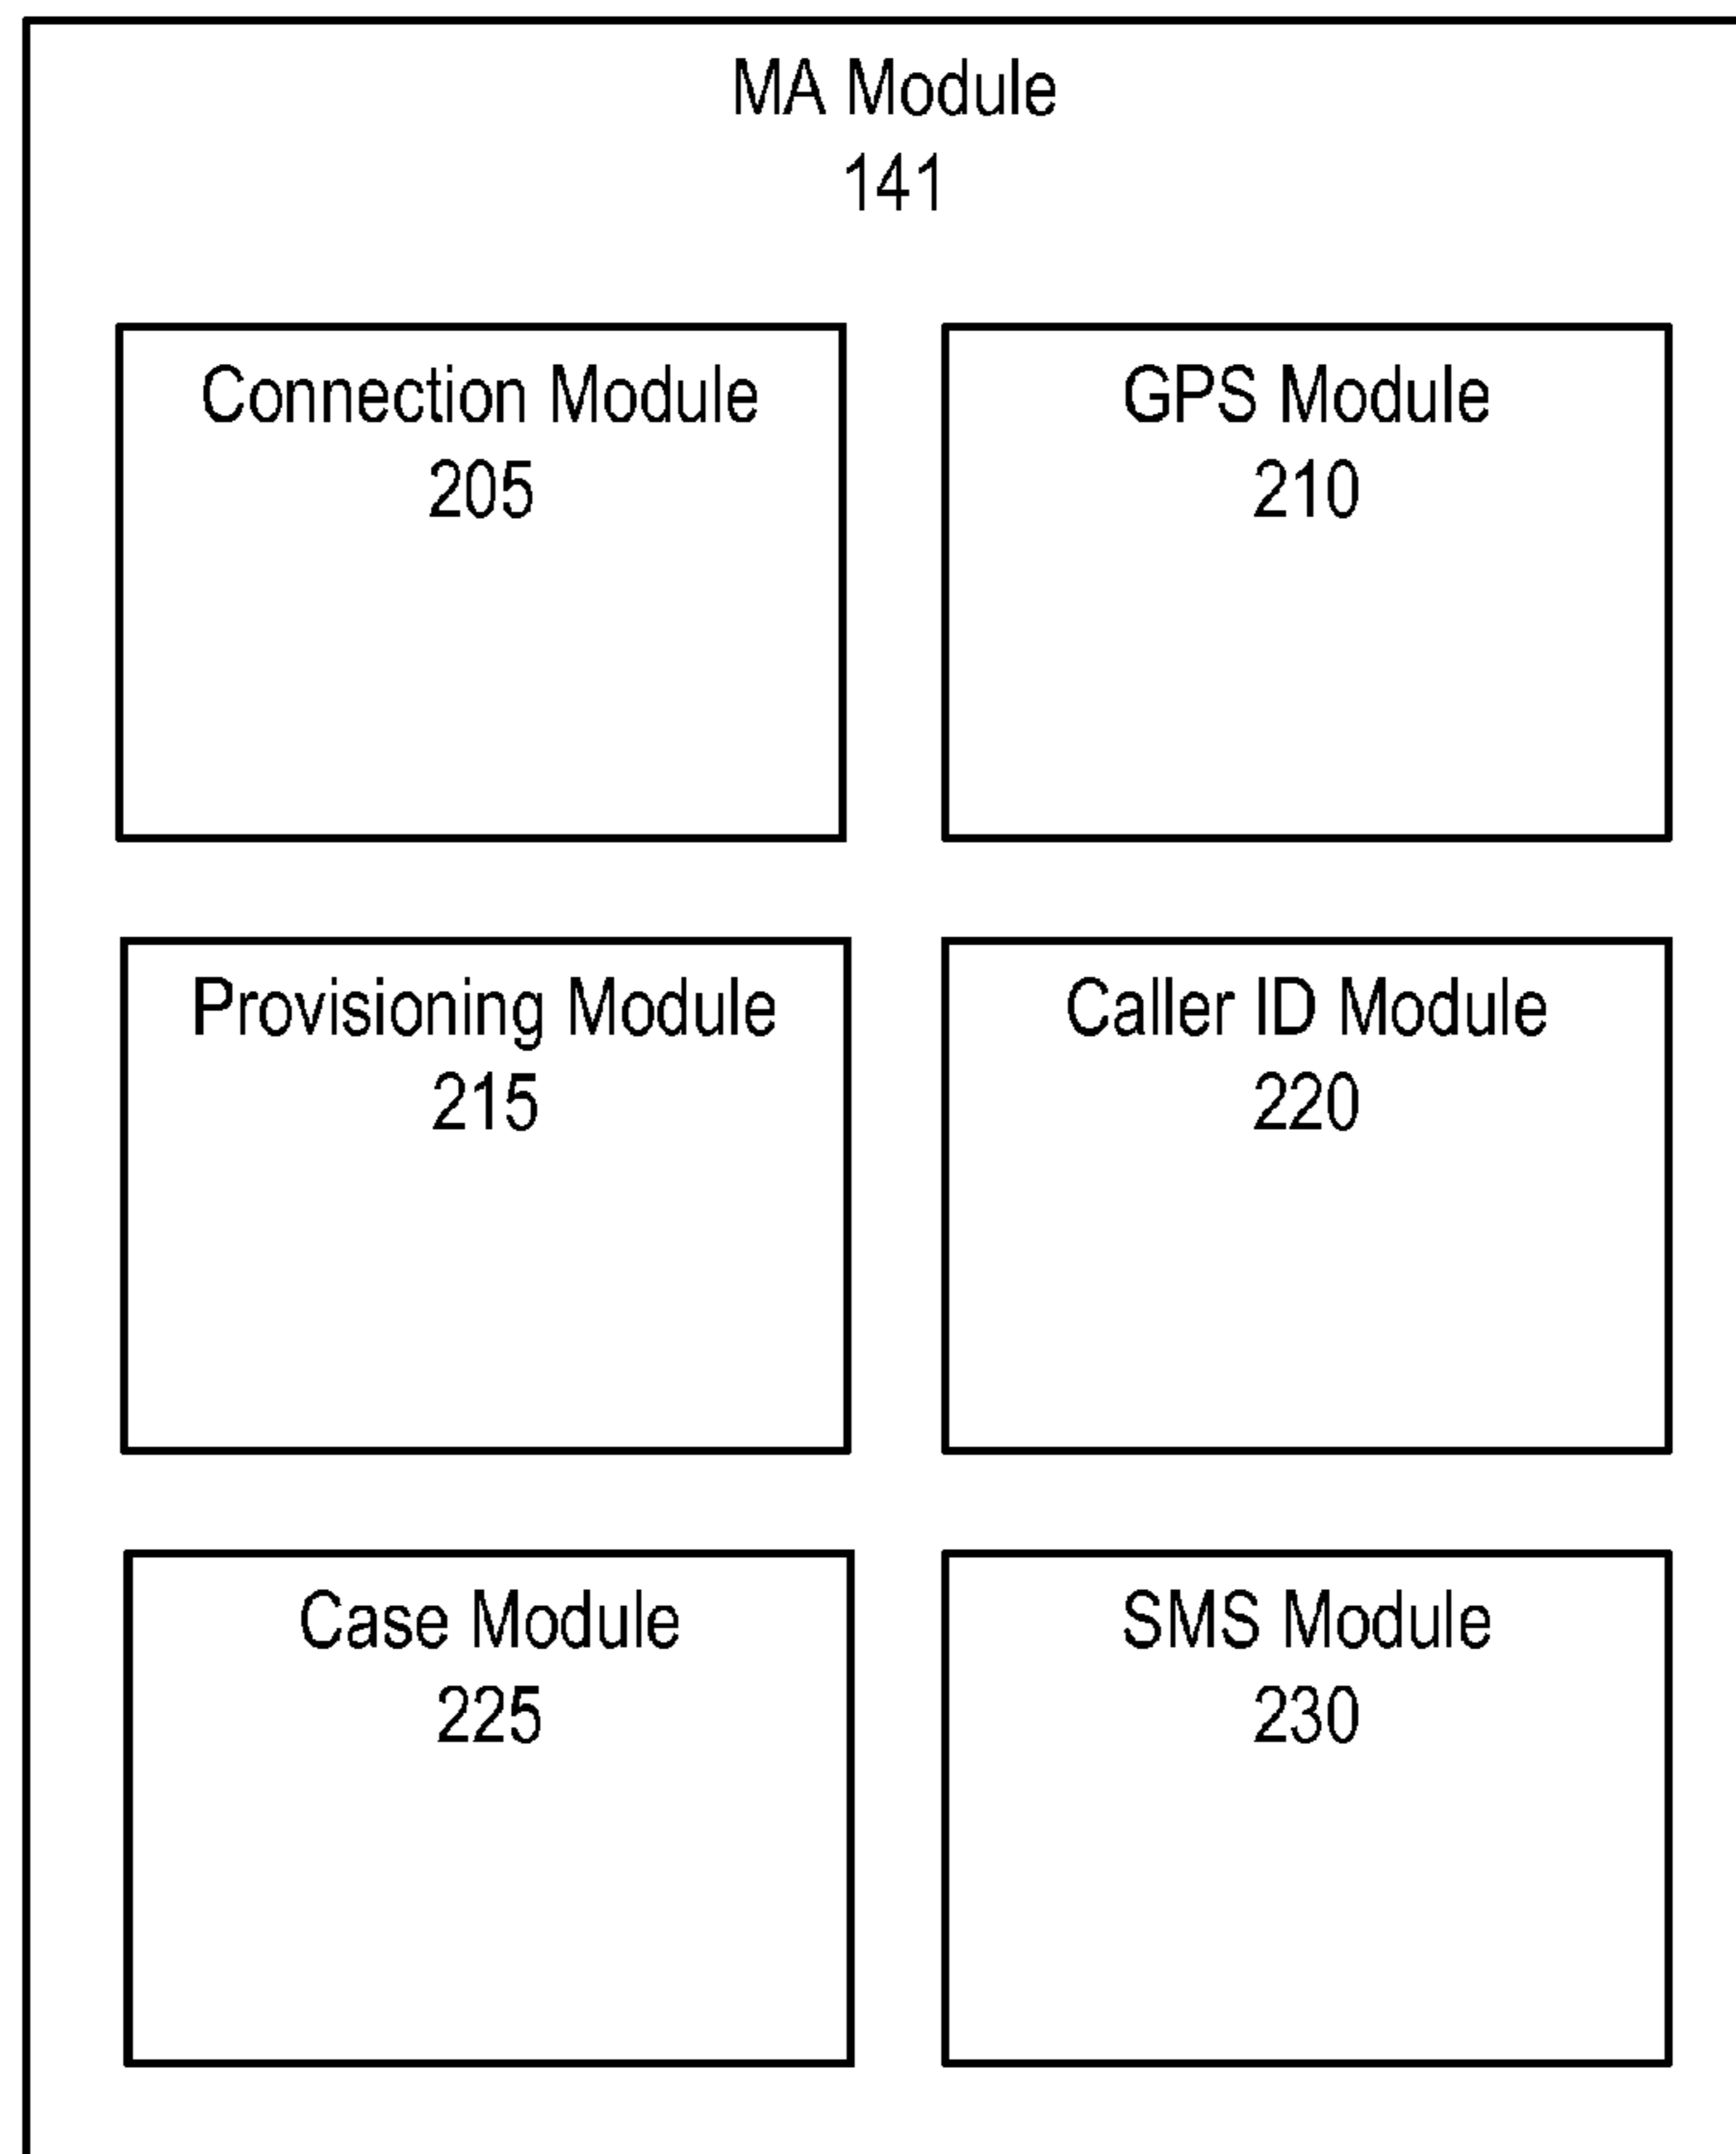 MA Module
141
Connection Module
205
GPS Module
210
Provisioning Module
215
Caller ID Module
220
Case Module
225
SMS Module
230